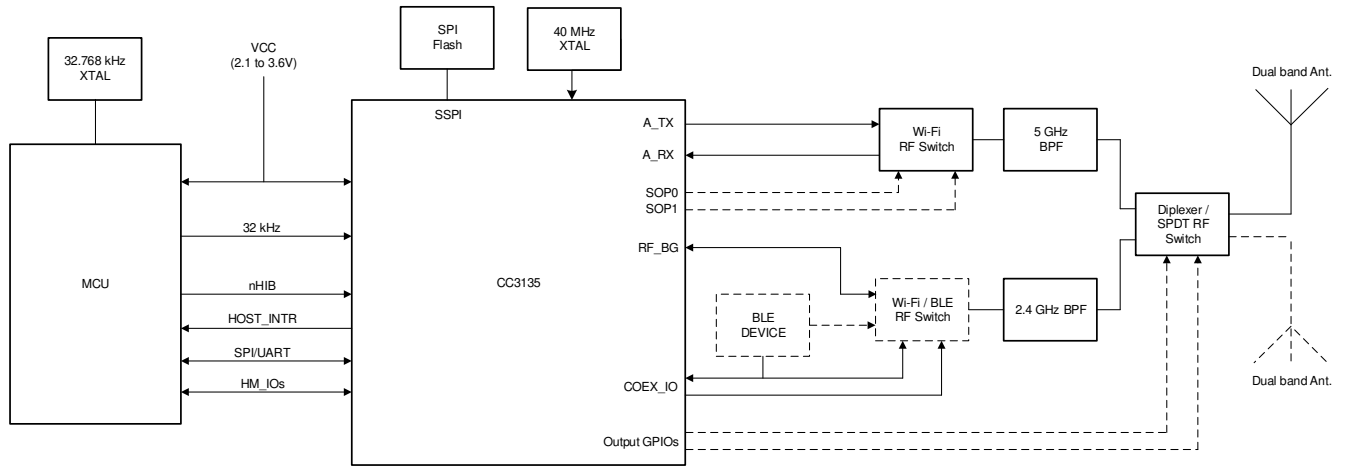 32.768 kHz
XTAL
VCC
(2.1 to 3.6V)
SPI
Flash
40 MHz
XTAL
Dual band Ant.
SSPI
A_TX
A_RX
SOP0
SOP1
RF_BG
COEX_IO
Output GPIOs
Wi-Fi
RF Switch
5 GHz
BPF
Diplexer /
SPDT RF
Switch
MCU
32 kHz
nHIB
HOST_INTR
SPI/UART
HM_IOs
CC3135
BLE
DEVICE
Wi-Fi / BLE
RF Switch
2.4 GHz BPF
Dual band Ant.